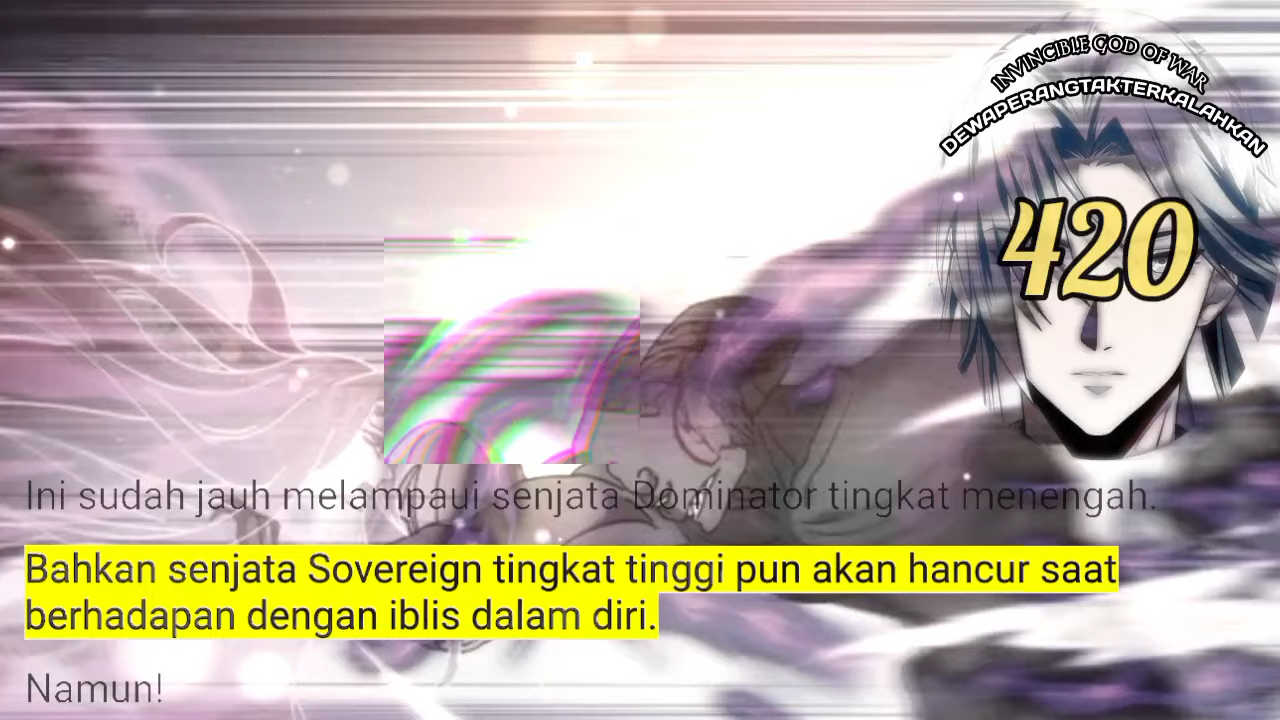 INVINCIBLE GOD OF WAR
DEWAPERANGTAKTERKALAHKAN
420
Ini sudah jauh melampaui senjata Dominator tingkat menengah.
Bahkan senjata Sovereign tingkat tinggi pun akan hancur saat
berhadapan dengan iblis dalam diri.
Namun!